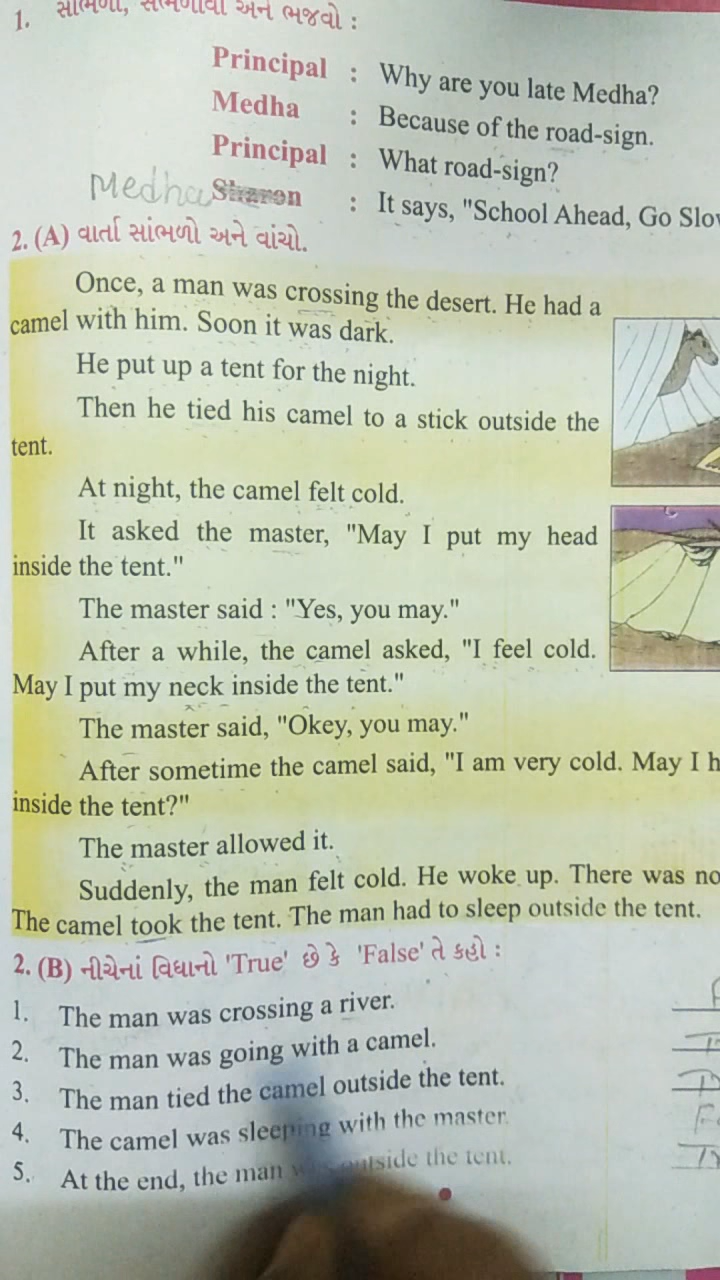 1. સાંભળો, સંભળાવો અને ભજવો :
Principal : Why are you late Medha?
Medha : Because of the road-sign.
Principal : What road-sign?
Medha Sharon : It says, "School Ahead, Go
2. (A) વાર્તા સાંભળો અને વાંચો.
Once, a man was crossing the desert. He had a
camel with him. Soon it was dark.
He put up a tent for the night.
Then he tied his camel to a stick outside the
tent.
At night, the camel felt cold.
It asked the master, "May I put my head
inside the tent."
The master said : "Yes, you may."
After a while, the camel asked, "I feel cold.
May I put my neck inside the tent."
The master said, "Okey, you may."
After sometime the camel said, "I am very cold. May I
inside the tent?"
The master allowed it.
Suddenly, the man felt cold. He woke up. There was
The camel took the tent. The man had to sleep outside the tent.
2. (B) નીચેનાં વિધાનો 'True' છે કે 'False' તે કહો :
1. The man was crossing a river.
2. The man was going with a camel.
3. The man tied the camel outside the tent.
4. The camel was sleeping with the master.
5. At the end, the man was outside the tent.